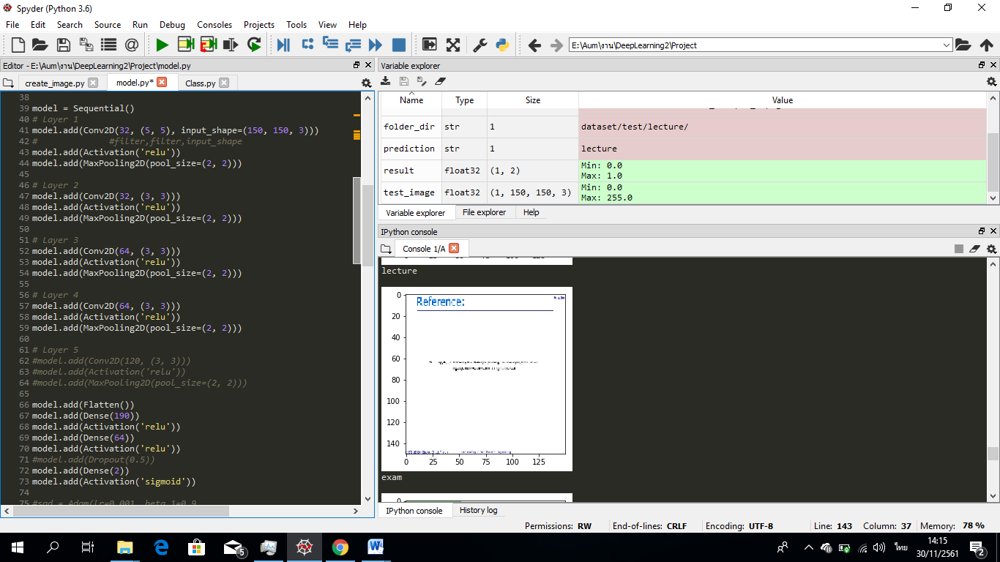 Spyder (Python 3.6)
File Edit Search Source Run Debug Consoles Projects Tools View Help
E:\Aum\งาน\DeepLearning2\Project
Editor - E:\Aum\งาน\DeepLearning2\Project\model.py
create_image.py model.py* Class.py
38
39 model = Sequential()
40 # Layer 1
41 model.add(Conv2D(32, (5, 5), input_shape=(150, 150, 3)))
42 # #filter,filter,input_shape
43 model.add(Activation('relu'))
44 model.add(MaxPooling2D(pool_size=(2, 2)))
45
46 # Layer 2
47 model.add(Conv2D(32, (3, 3)))
48 model.add(Activation('relu'))
49 model.add(MaxPooling2D(pool_size=(2, 2)))
50
51 # Layer 3
52 model.add(Conv2D(64, (3, 3)))
53 model.add(Activation('relu'))
54 model.add(MaxPooling2D(pool_size=(2, 2)))
55
56 # Layer 4
57 model.add(Conv2D(64, (3, 3)))
58 model.add(Activation('relu'))
59 model.add(MaxPooling2D(pool_size=(2, 2)))
60
61 # Layer 5
62 #model.add(Conv2D(120, (3, 3)))
63 #model.add(Activation('relu'))
64 #model.add(MaxPooling2D(pool_size=(2, 2)))
65
66 model.add(Flatten())
67 model.add(Dense(190))
68 model.add(Activation('relu'))
69 model.add(Dense(64))
70 model.add(Activation('relu'))
71 #model.add(Dropout(0.5))
72 model.add(Dense(2))
73 model.add(Activation('sigmoid'))
74
75 #sgd = Adam(lr=0.001, beta_1=0.9
Variable explorer
Name Type Size Value
folder_dir str 1 dataset/test/lecture/
prediction str 1 lecture
result float32 (1, 2) Min: 0.0
Max: 1.0
test_image float32 (1, 150, 150, 3) Min: 0.0
Max: 255.0
Variable explorer File explorer Help
IPython console
Console 1/A
lecture
0
20
40
60
80
100
120
140
Reference:
0 25 50 75 100 125
exam
0
IPython console History log
Permissions: RW End-of-lines: CRLF Encoding: UTF-8 Line: 143 Column: 37 Memory: 78 %
5
ไทย
14:15
30/11/2561
2